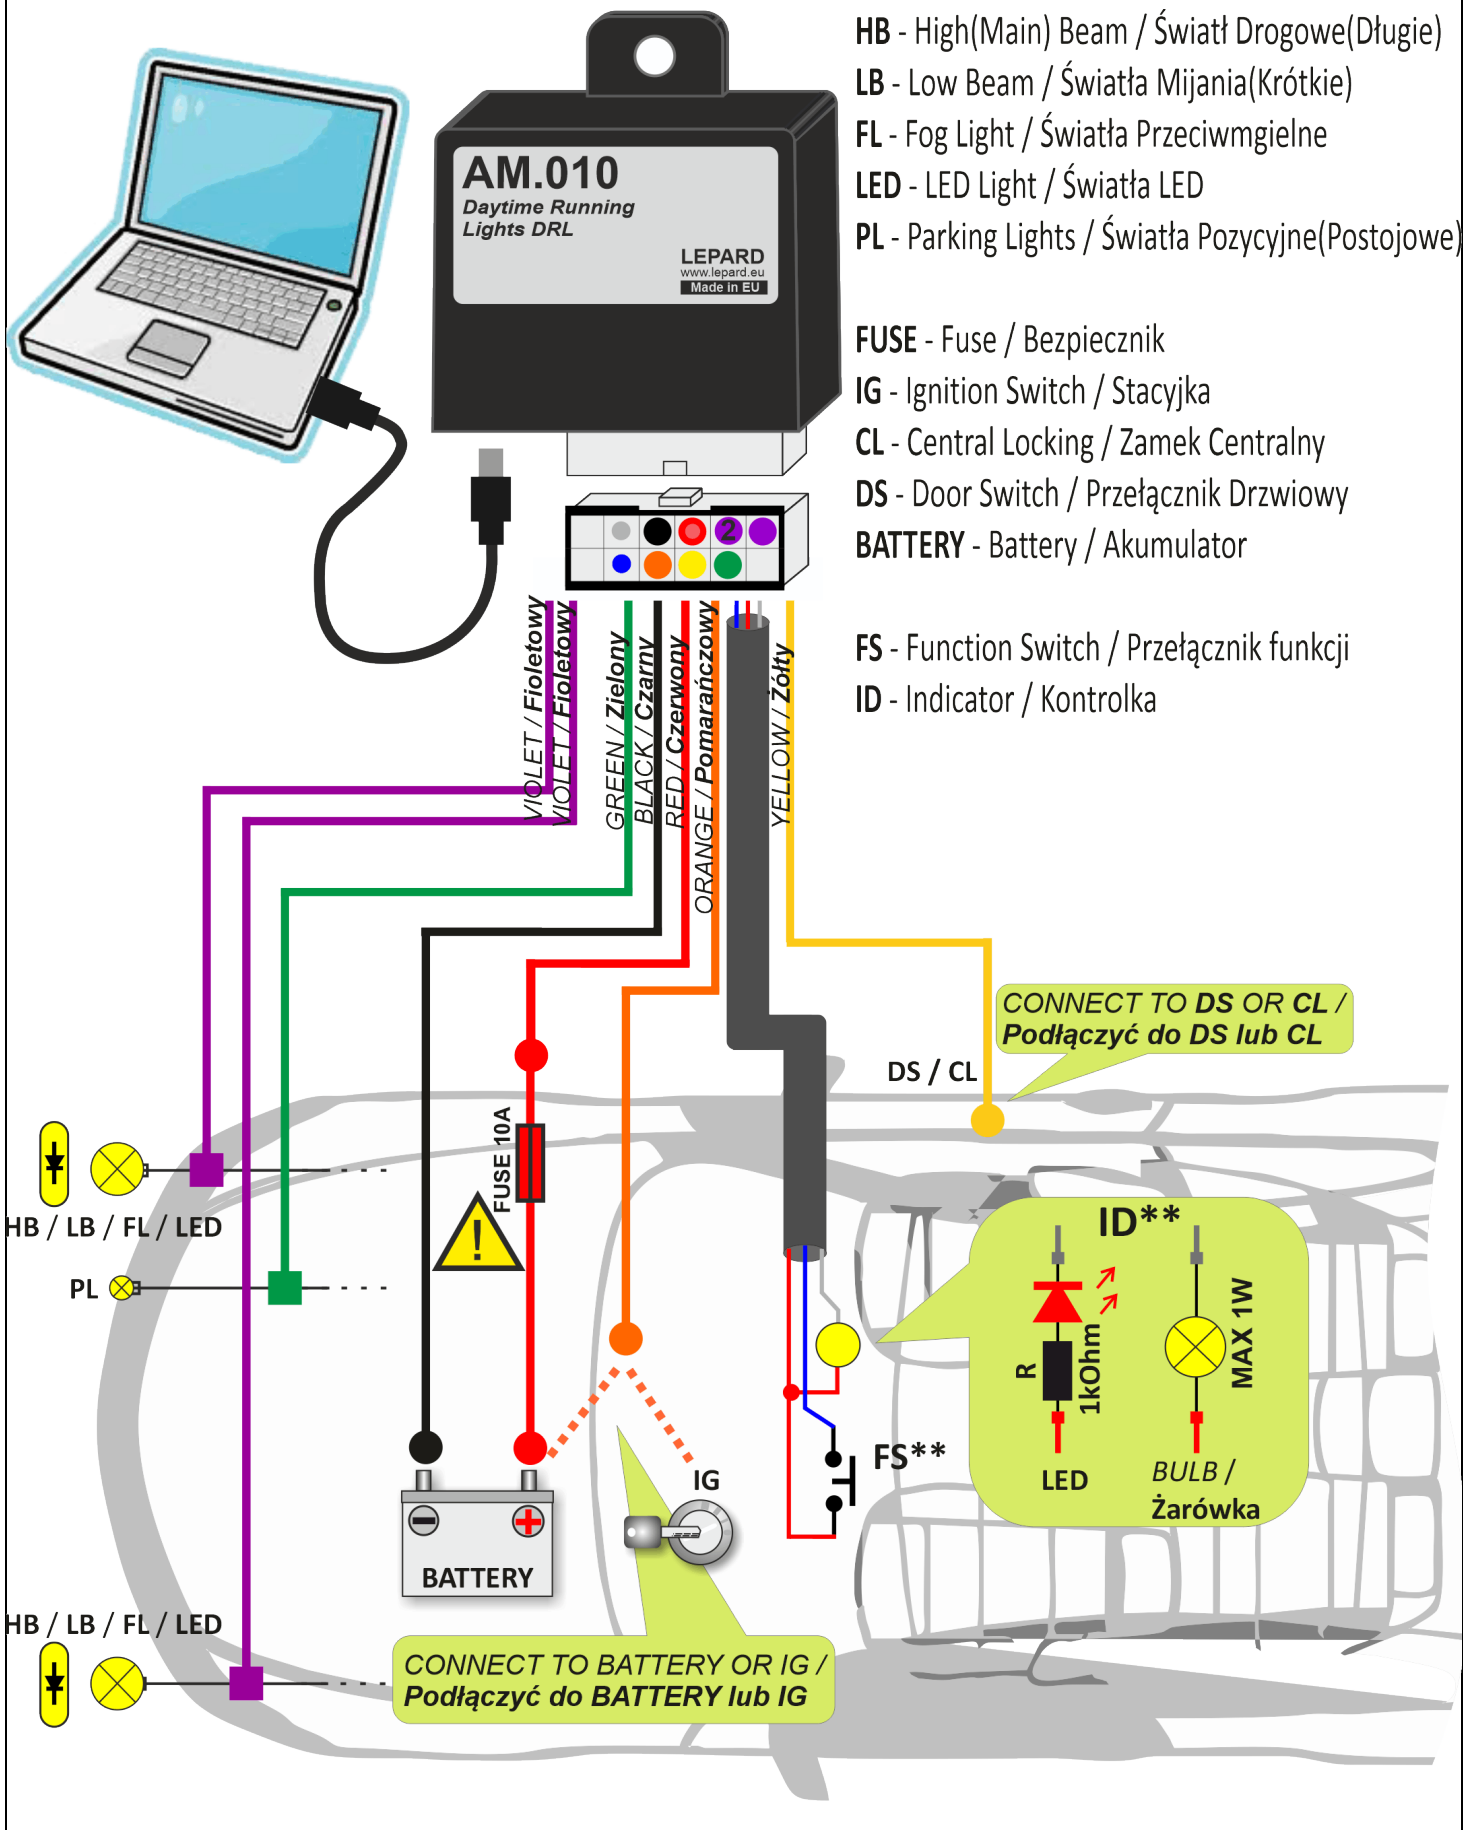 HB - High(Main) Beam / Światł Drogowe(Długie)
LB - Low Beam / Światła Mijania(Krótkie)
FL - Fog Light / Światła Przeciwmgielne
LED - LED Light / Światła LED
PL - Parking Lights / Światła Pozycyjne(Postojowe)
AM.010
Daytime Running
Lights DRL
LEPARD
www.lepard.eu
Made in EU
FUSE - Fuse / Bezpiecznik
IG - Ignition Switch / Stacyjka
CL - Central Locking / Zamek Centralny
DS - Door Switch / Przełącznik Drzwiowy
BATTERY - Battery / Akumulator
2
FS - Function Switch / Przełącznik funkcji
ID - Indicator / Kontrolka
VIOLET / Fioletowy
VIOLET / Fioletowy
GREEN / Zielony
BLACK / Czarny
RED / Czerwony
ORANGE / Pomarańczowy
YELLOW / Żółty
CONNECT TO DS OR CL /
Podłączyć do DS lub CL
DS / CL
FUSE 10A
!
HB / LB / FL / LED
PL
ID**
R
1kOhm
MAX 1W
LED
BULB /
Żarówka
FS**
IG
BATTERY
HB / LB / FL / LED
CONNECT TO BATTERY OR IG /
Podłączyć do BATTERY lub IG